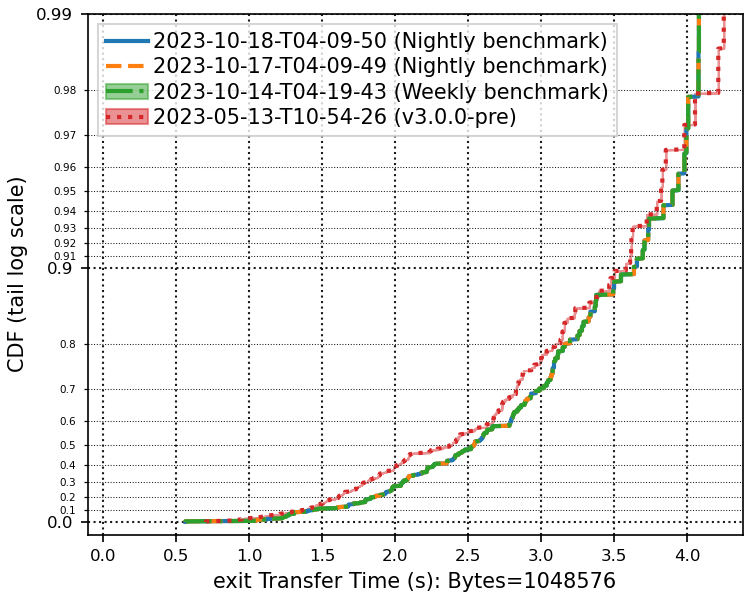 0.99
2023-10-18-T04-09-50 (Nightly benchmark)
2023-10-17-T04-09-49 (Nightly benchmark)
2023-10-14-T04-19-43 (Weekly benchmark)
2023-05-13-T10-54-26 (v3.0.0-pre)
0.98
0.97
0.96
0.95
0.94
0.93
0.92
0.91
0.9
0.8
0.7
0.6
0.5
0.4
0.3
0.2
0.1
0.0
CDF (tail log scale)
0.0 0.5 1.0 1.5 2.0 2.5 3.0 3.5 4.0
exit Transfer Time (s): Bytes=1048576